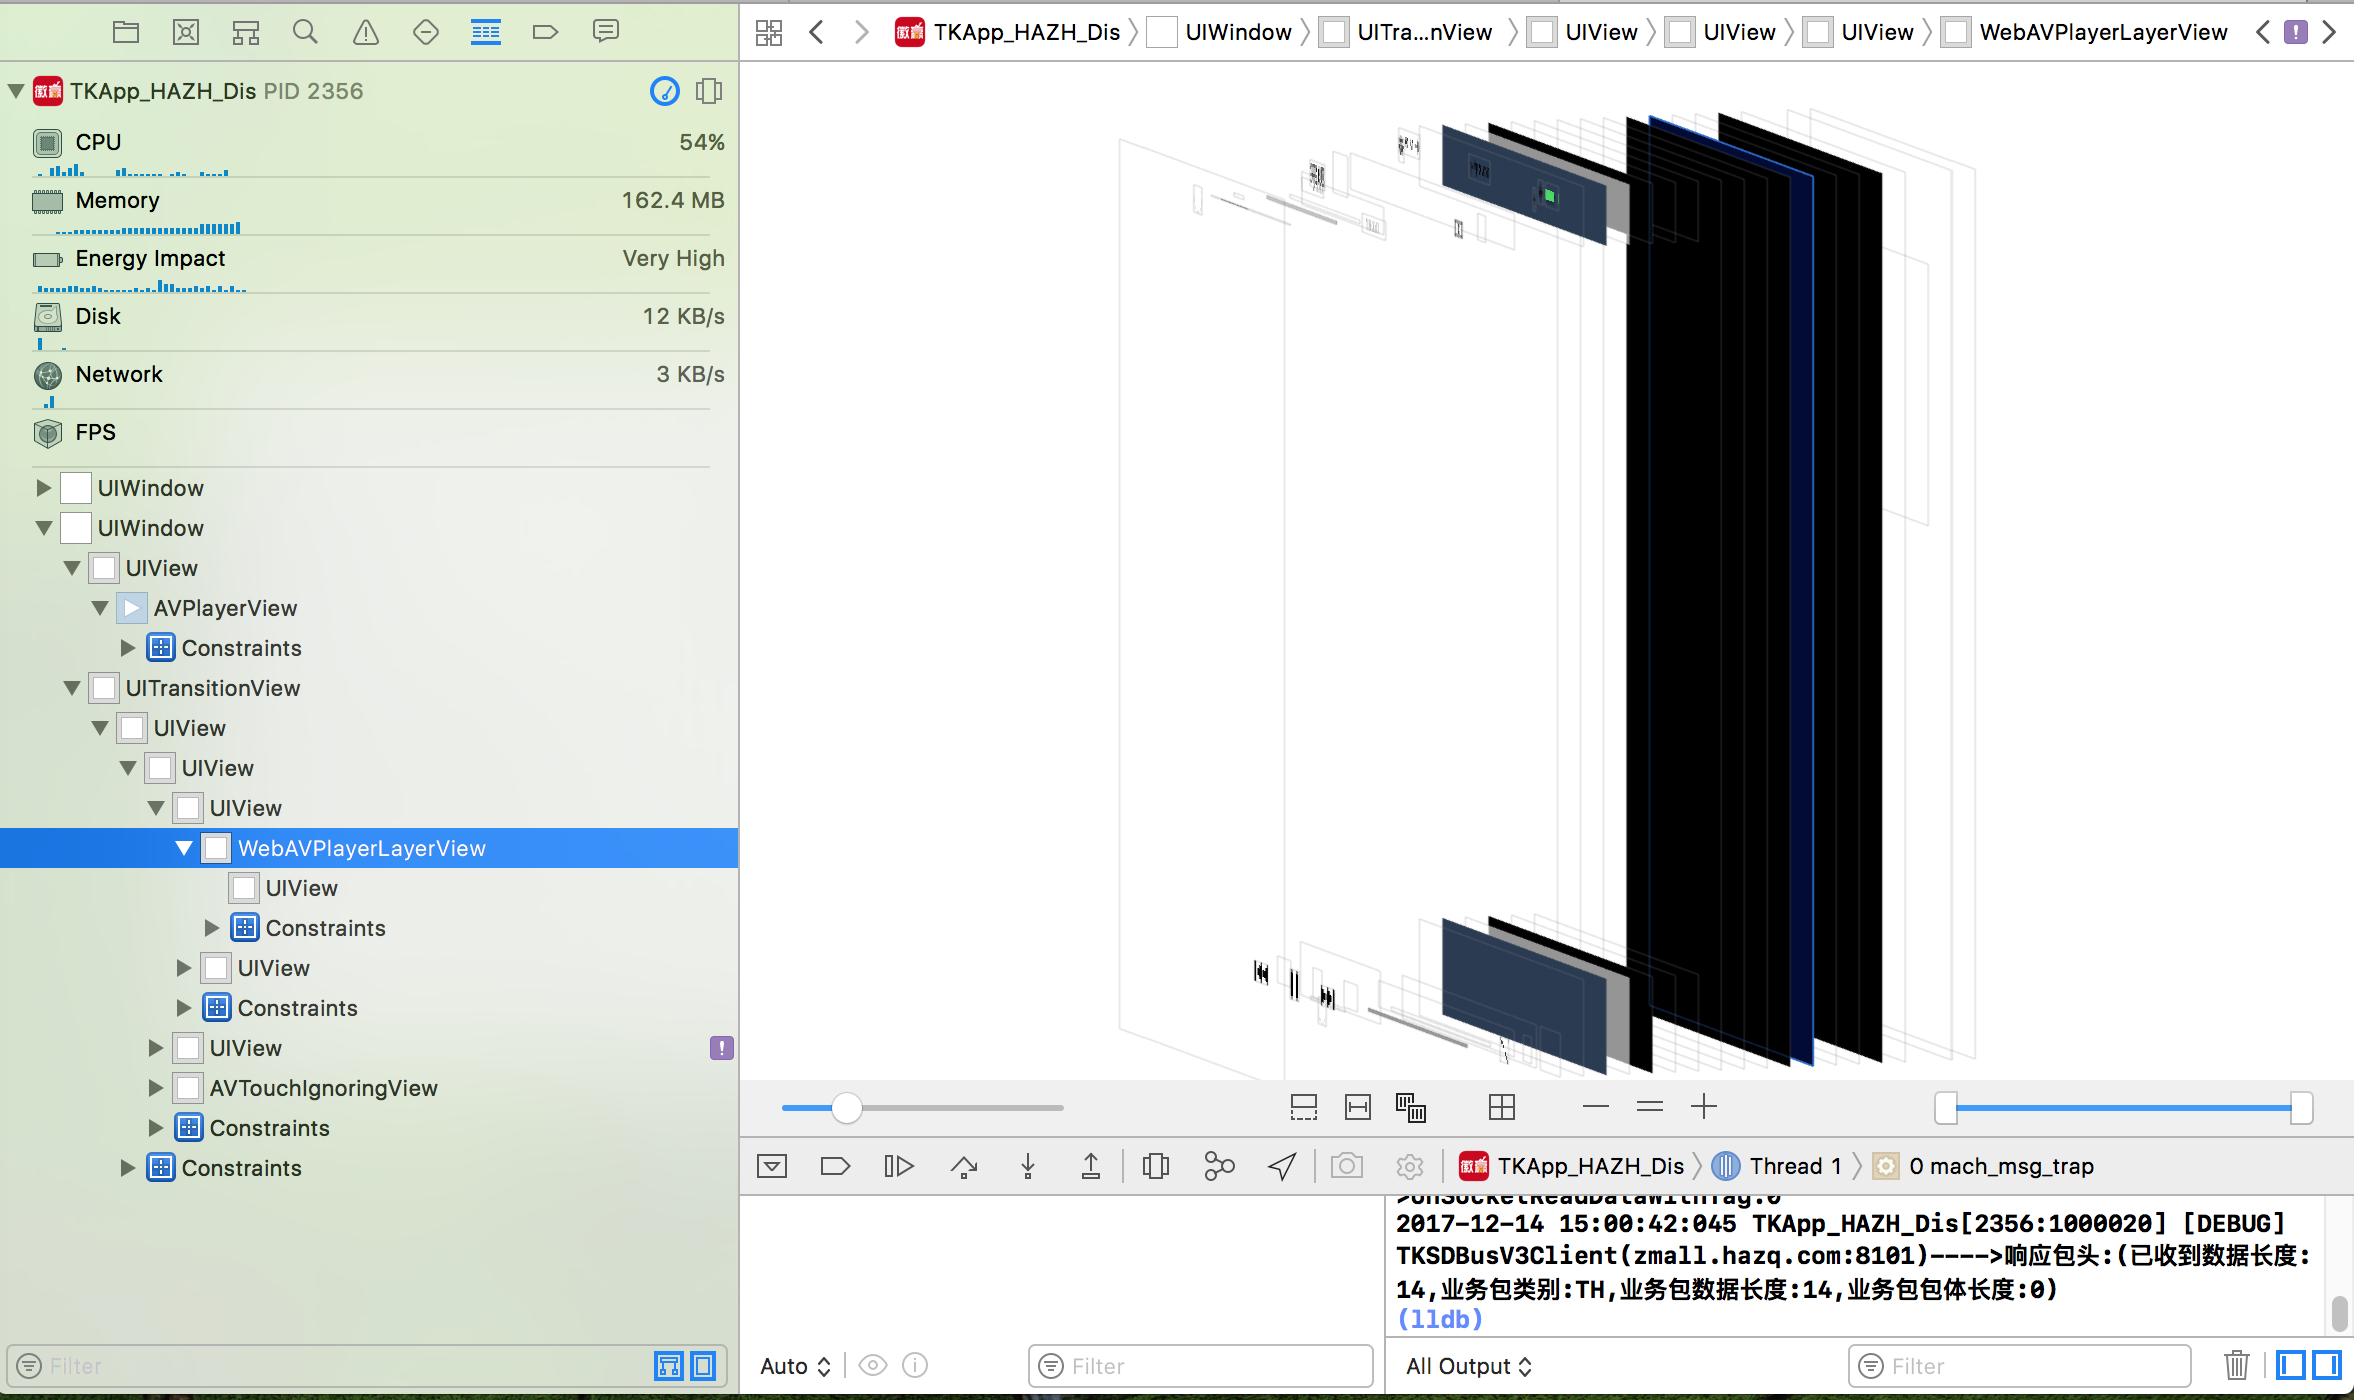 TKApp_HAZH_Dis PID 2356
CPU 54%
Memory 162.4 MB
Energy Impact Very High
Disk 12 KB/s
Network 3 KB/s
FPS
UIWindow
UIWindow
UIView
AVPlayerView
Constraints
UITransitionView
UIView
UIView
UIView
WebAVPlayerLayerView
UIView
Constraints
UIView
Constraints
UIView
AVTouchIgnoringView
Constraints
Constraints
Filter
TKApp_HAZH_Dis UIWindow UITra...nView UIView UIView UIView WebAVPlayerLayerView
TKApp_HAZH_Dis Thread 1 0 mach_msg_trap
>onSocketReadDataWithTag:0
2017-12-14 15:00:42:045 TKApp_HAZH_Dis[2356:1000020] [DEBUG]
TKSDBusV3Client(zmall.hazq.com:8101)---->响应包头:(已收到数据长度:
14,业务包类别:TH,业务包数据长度:14,业务包包体长度:0)
(lldb)
Auto Filter
All Output Filter